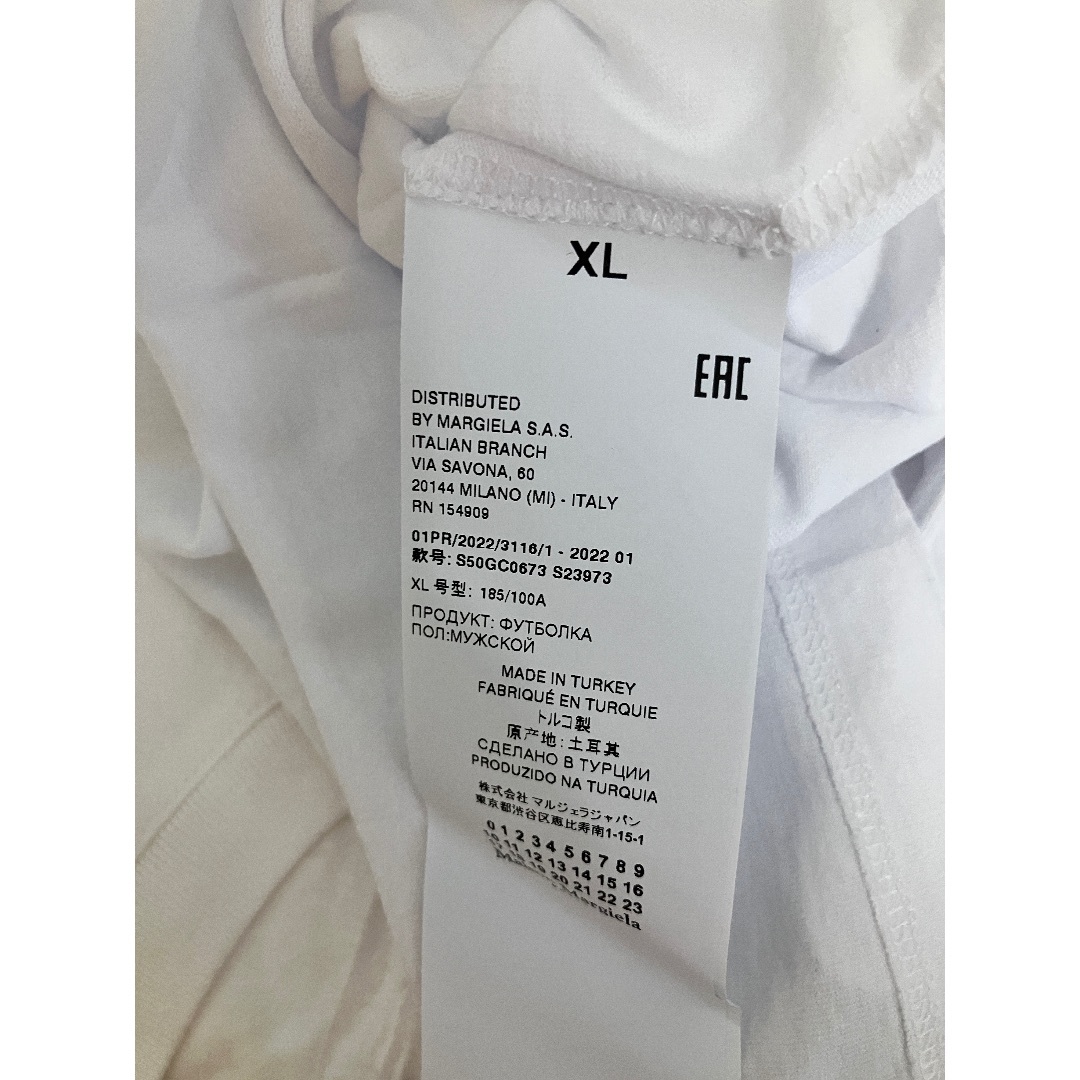 XL
EAC
DISTRIBUTED
BY MARGIELA S.A.S.
ITALIAN BRANCH
VIA SAVONA, 60
20144 MILANO (MI) - ITALY
RN 154909
01PR/2022/3116/1 - 2022 01
款号: S50GC0673 S23973
XL 号型: 185/100A
ПРОДУКТ: ФУТБОЛКА
ПОЛ:МУЖСКОЙ
MADE IN TURKEY
FABRIQUÉ EN TURQUIE
トルコ製
原产地: 土耳其
СДЕЛАНО В ТУРЦИИ
PRODUZIDO NA TURQUIA
株式会社 マルジェラジャパン
東京都渋谷区恵比寿南1-15-1
0 1 2 3 4 5 6 7 8 9
10 11 12 13 14 15 16
19 20 21 22 23
Margiela